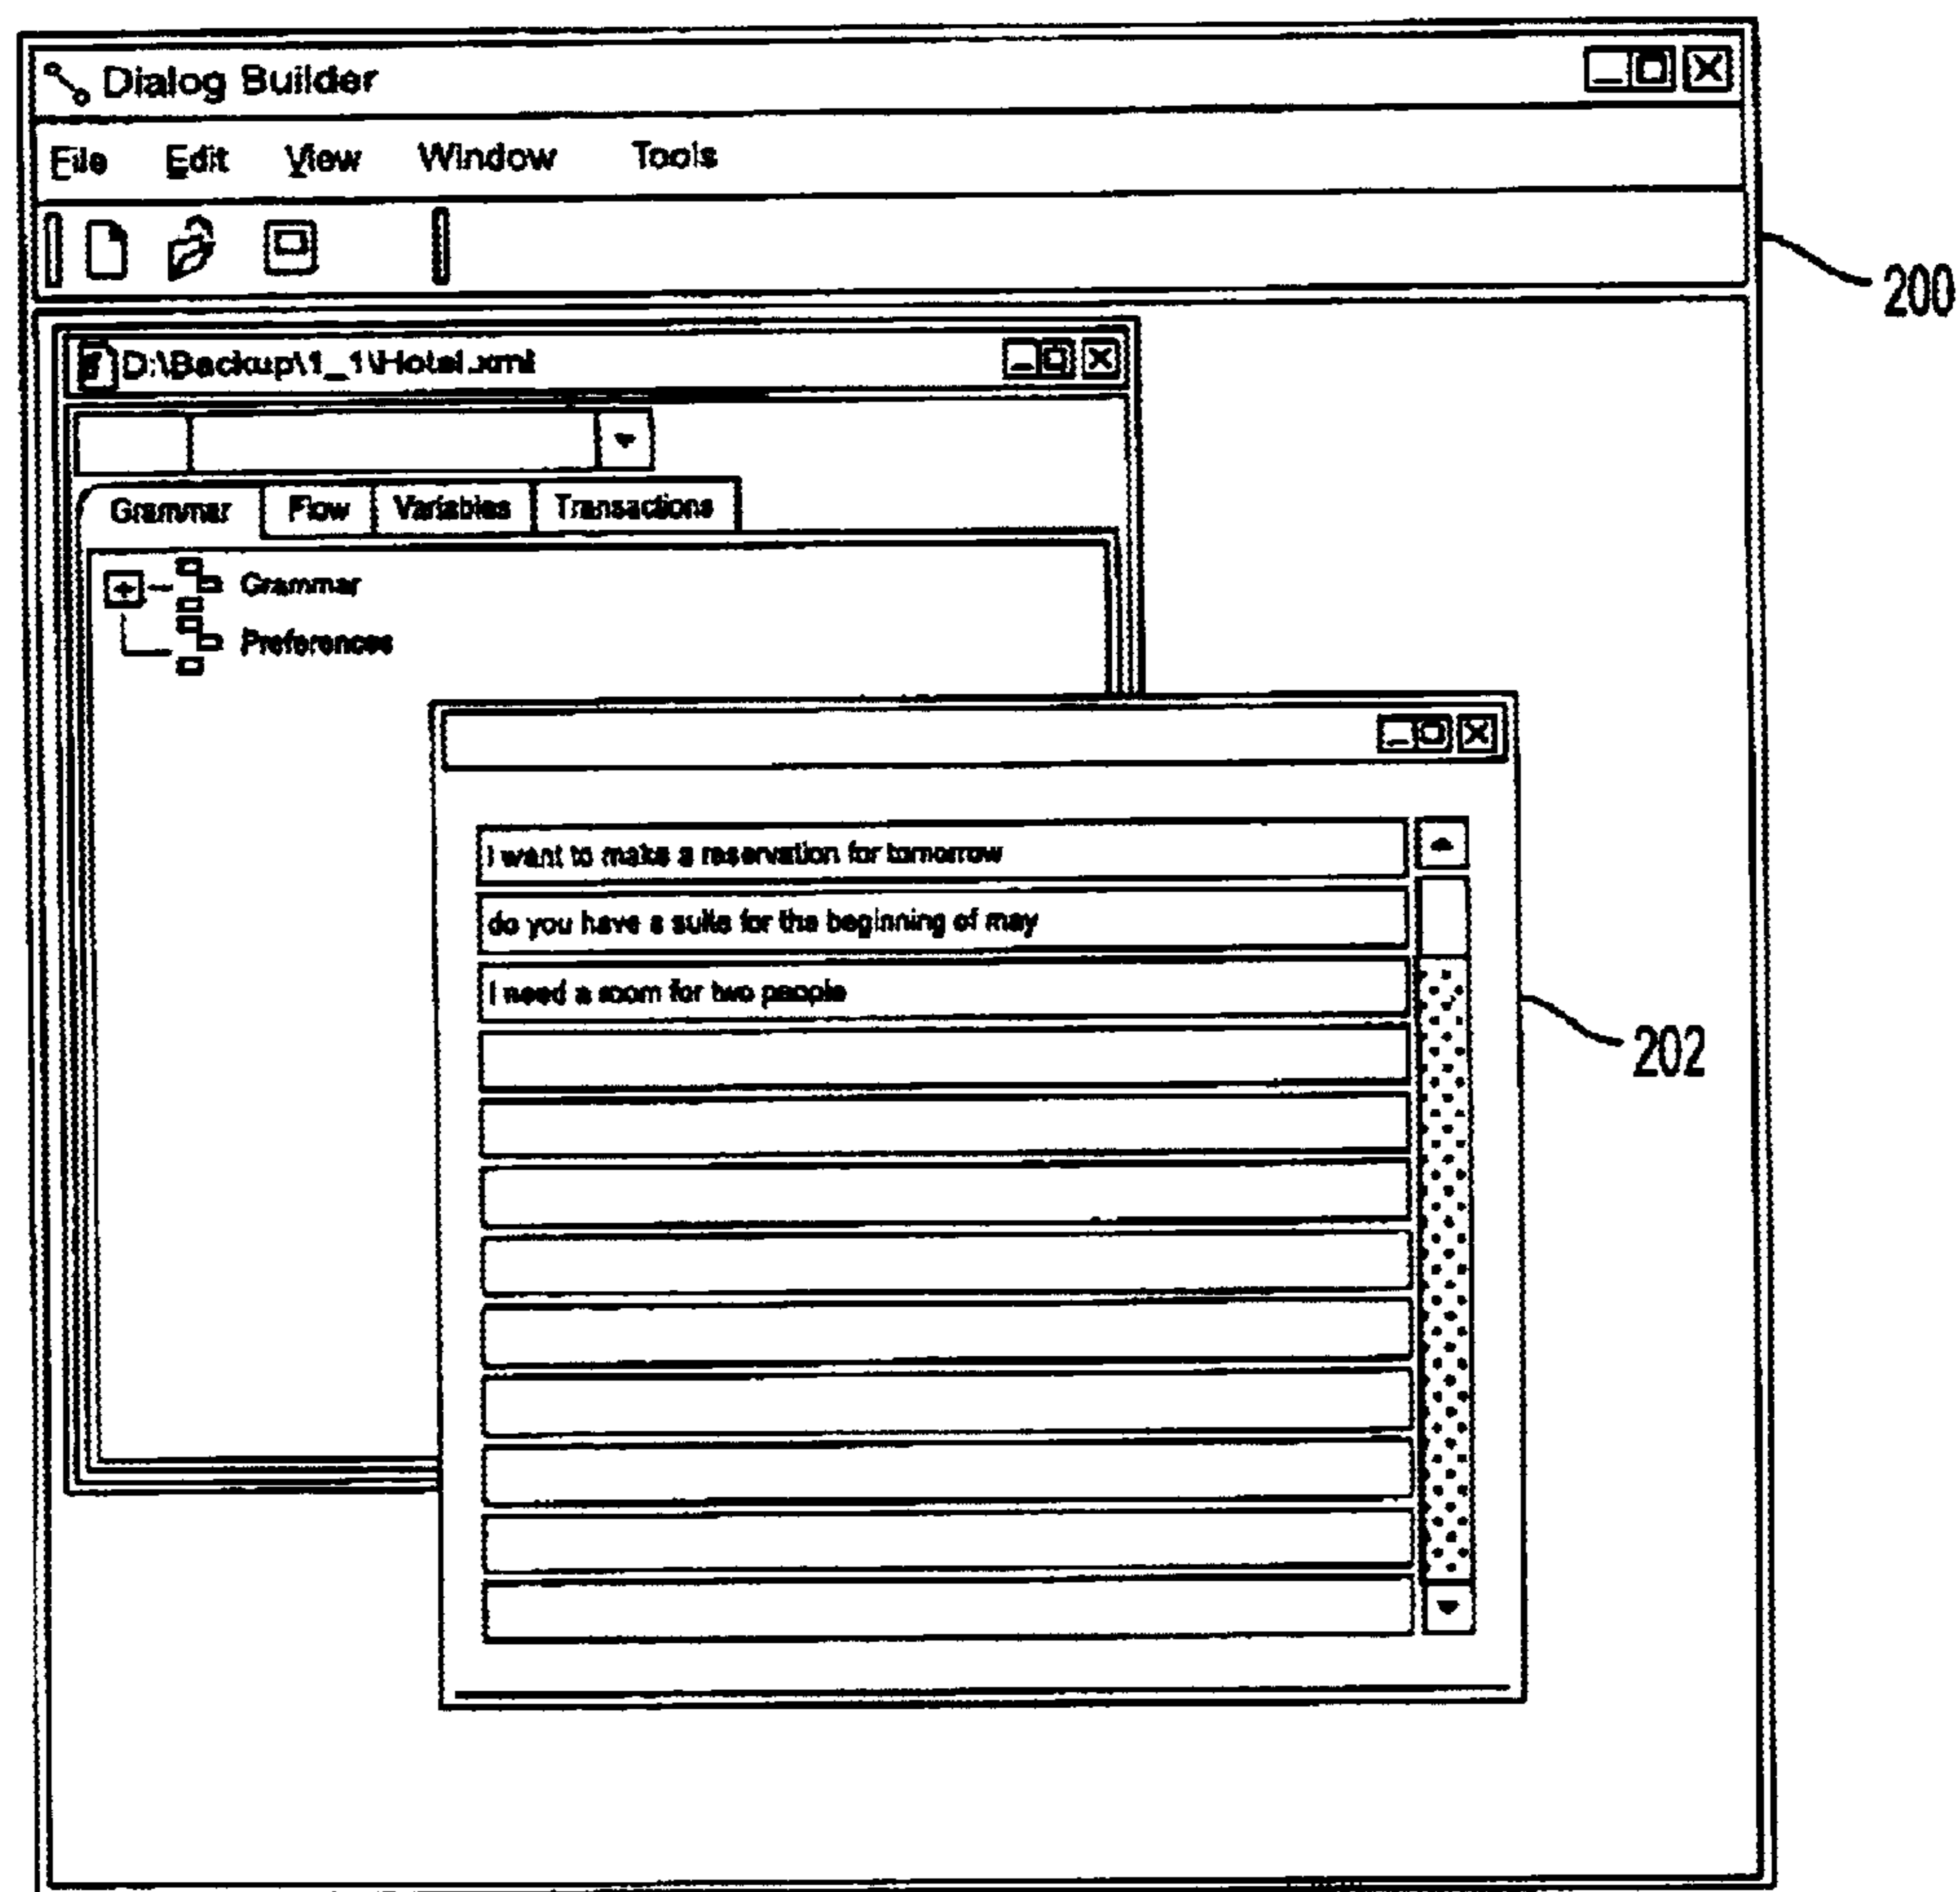 Dialog Builder
File Edit View Window Tools
200
D:\Backup\1_1\Hotel.xml
Grammar Flow Variables Transactions
Grammar
Preferences
I want to make a reservation for tomorrow
do you have a suite for the beginning of may
I need a room for two people
202